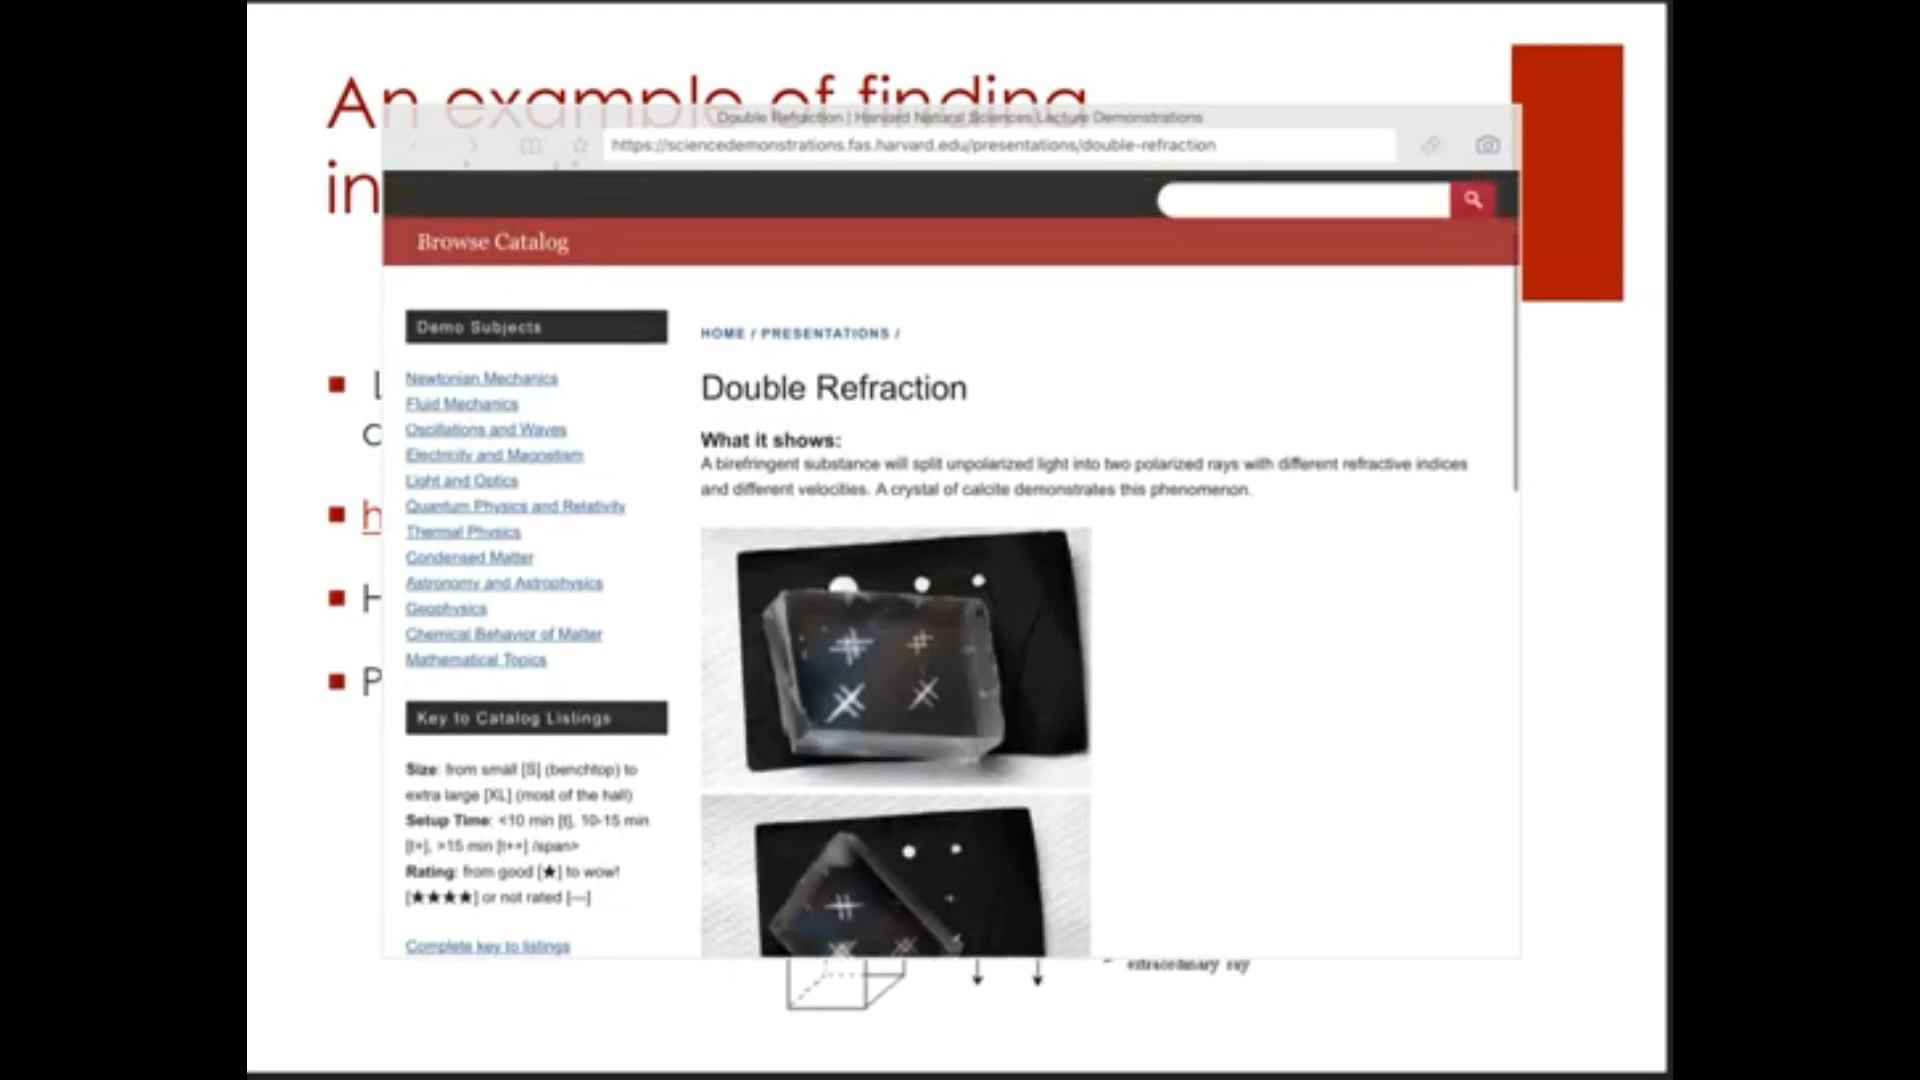 An example of finding
in
Double Refraction | Harvard Natural Sciences Lecture Demonstrations
https://sciencedemonstrations.fas.harvard.edu/presentations/double-refraction
Browse Catalog
Demo Subjects
Newtonian Mechanics
Fluid Mechanics
Oscillations and Waves
Electricity and Magnetism
Light and Optics
Quantum Physics and Relativity
Thermal Physics
Condensed Matter
Astronomy and Astrophysics
Geophysics
Chemical Behavior of Matter
Mathematical Topics
Key to Catalog Listings
Size: from small [S] (benchtop) to
extra large [XL] (most of the hall)
Setup Time: <10 min [t], 10-15 min
[t+], >15 min [t++] /span>
Rating: from good [★] to wow!
[★★★★] or not rated [—]
Complete key to listings
HOME / PRESENTATIONS /
Double Refraction
What it shows:
A birefringent substance will split unpolarized light into two polarized rays with different refractive indices
and different velocities. A crystal of calcite demonstrates this phenomenon.
extraordinary ray